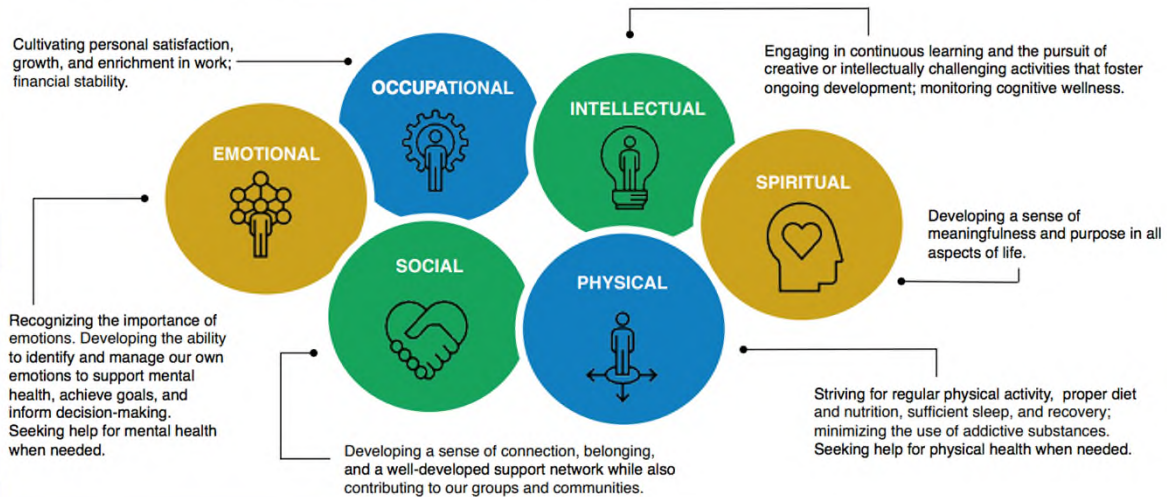 Cultivating personal satisfaction,
growth, and enrichment in work;
financial stability.
OCCUPATIONAL
INTELLECTUAL
Engaging in continuous learning and the pursuit of
creative or intellectually challenging activities that foster
ongoing development; monitoring cognitive wellness.
EMOTIONAL
SPIRITUAL
Developing a sense of
meaningfulness and purpose in all
aspects of life.
SOCIAL
PHYSICAL
Recognizing the importance of
emotions. Developing the ability
to identify and manage our own
emotions to support mental
health, achieve goals, and
inform decision-making.
Seeking help for mental health
when needed.
Developing a sense of connection, belonging,
and a well-developed support network while also
contributing to our groups and communities.
Striving for regular physical activity, proper diet
and nutrition, sufficient sleep, and recovery;
minimizing the use of addictive substances.
Seeking help for physical health when needed.